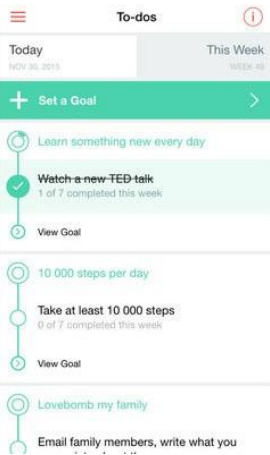 To-dos
Today
This Week
NOV 30, 2015
WEEK 49
Set a Goal
Learn something new every day
Watch a new TED talk
1 of 7 completed this week
View Goal
10 000 steps per day
Take at least 10 000 steps
0 of 7 completed this week
View Goal
Lovebomb my family
Email family members, write what you